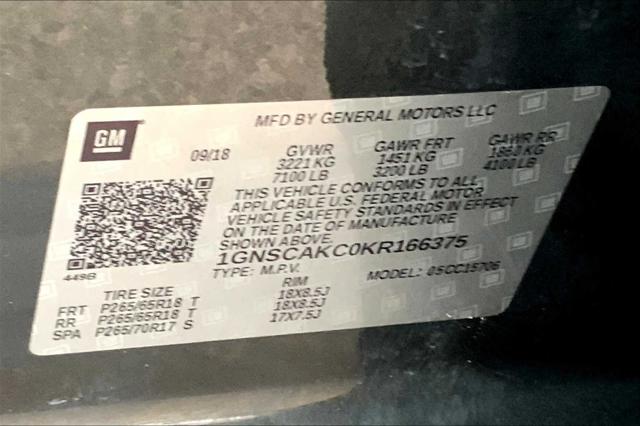 MFD BY GENERAL MOTORS LLC
GM
09/18
GVWR GAWR FRT GAWR RR
3221 KG 1451 KG 1860 KG
7100 LB 3200 LB 4100 LB
THIS VEHICLE CONFORMS TO ALL
APPLICABLE U.S. FEDERAL MOTOR
VEHICLE SAFETY STANDARDS IN EFFECT
ON THE DATE OF MANUFACTURE
SHOWN ABOVE
1GNSCAKC0KR166375
449B
TYPE: M.P.V. MODEL: 05CC15706
TIRE SIZE RIM
FRT P265/65R18 T 18X8.5J
RR P265/65R18 T 18X8.5J
SPA P265/70R17 S 17X7.5J